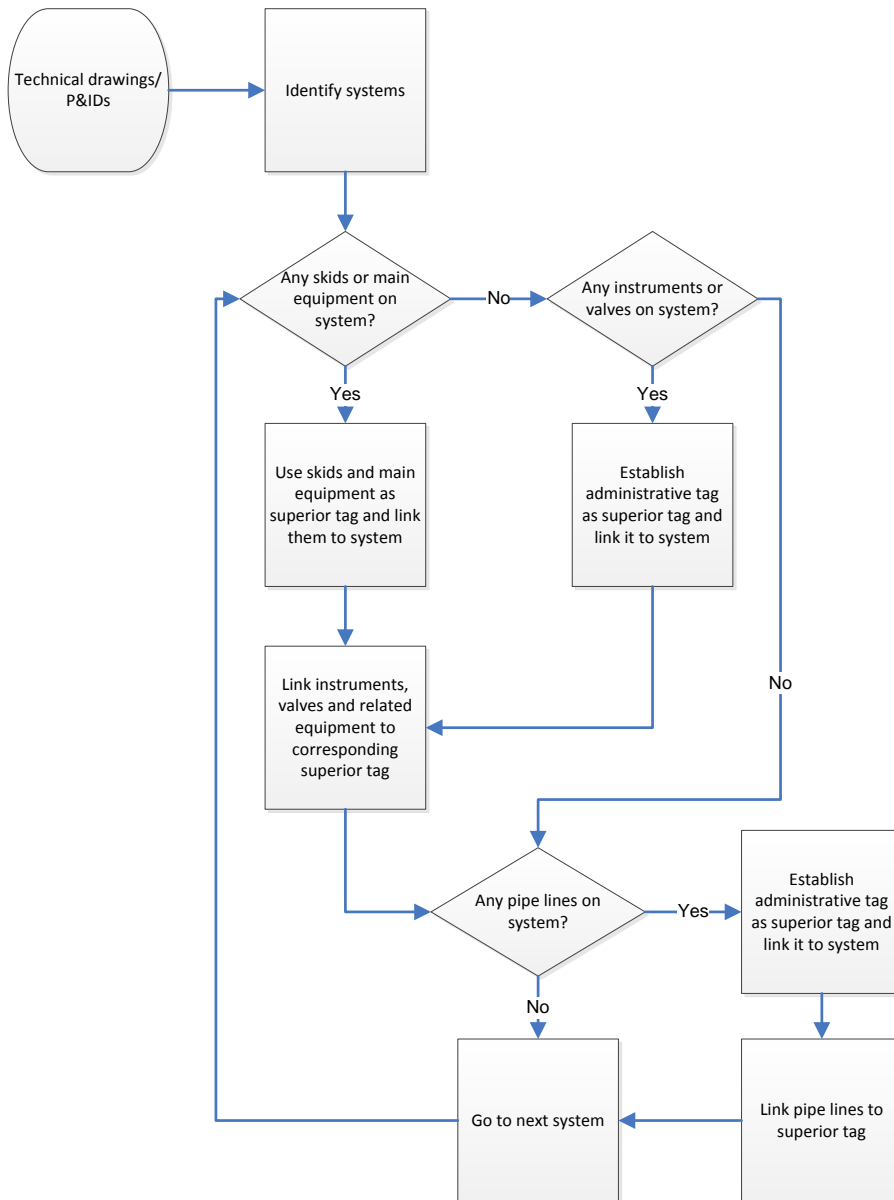 Technical drawings/
P&IDs
Identify systems
Any skids or main
equipment on
system?
No
Any instruments or
valves on system?
Yes
Yes
Use skids and main
equipment as
superior tag and link
them to system
Establish
administrative tag
as superior tag and
link it to system
Link instruments,
valves and related
equipment to
corresponding
superior tag
No
Any pipe lines on
system?
Yes
Establish
administrative tag
as superior tag and
link it to system
No
Go to next system
Link pipe lines to
superior tag